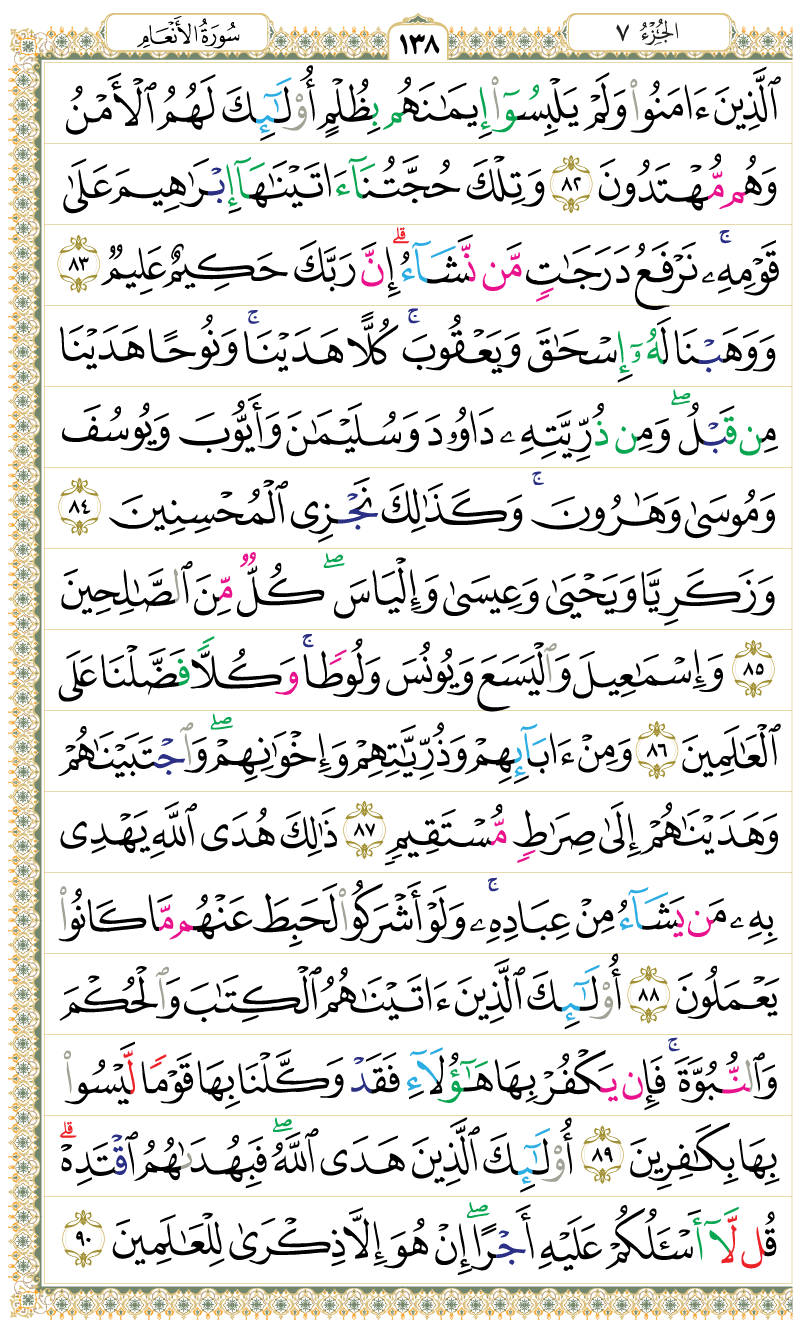 الجُزْءُ ٧
١٣٨
سُورَةُ الأَنْعَامِ
ٱلَّذِينَ ءَامَنُوا۟ وَلَمْ يَلْبِسُوٓا۟ إِيمَـٰنَهُم بِظُلْمٍ أُو۟لَـٰٓئِكَ لَهُمُ ٱلْأَمْنُ
وَهُم مُّهْتَدُونَ ٨٢ وَتِلْكَ حُجَّتُنَآ ءَاتَيْنَـٰهَآ إِبْرَٰهِيمَ عَلَىٰ
قَوْمِهِۦ ۚ نَرْفَعُ دَرَجَـٰتٍ مَّن نَّشَآءُ ۗ إِنَّ رَبَّكَ حَكِيمٌ عَلِيمٌ ٨٣
وَوَهَبْنَا لَهُۥٓ إِسْحَـٰقَ وَيَعْقُوبَ ۚ كُلًّا هَدَيْنَا ۚ وَنُوحًا هَدَيْنَا
مِن قَبْلُ ۖ وَمِن ذُرِّيَّتِهِۦ دَاوُۥدَ وَسُلَيْمَـٰنَ وَأَيُّوبَ وَيُوسُفَ
وَمُوسَىٰ وَهَـٰرُونَ ۚ وَكَذَٰلِكَ نَجْزِى ٱلْمُحْسِنِينَ ٨٤
وَزَكَرِيَّا وَيَحْيَىٰ وَعِيسَىٰ وَإِلْيَاسَ ۖ كُلٌّ مِّنَ ٱلصَّـٰلِحِينَ
٨٥ وَإِسْمَـٰعِيلَ وَٱلْيَسَعَ وَيُونُسَ وَلُوطًا ۚ وَكُلًّا فَضَّلْنَا عَلَى
ٱلْعَـٰلَمِينَ ٨٦ وَمِنْ ءَابَآئِهِمْ وَذُرِّيَّـٰتِهِمْ وَإِخْوَٰنِهِمْ ۖ وَٱجْتَبَيْنَـٰهُمْ
وَهَدَيْنَـٰهُمْ إِلَىٰ صِرَٰطٍ مُّسْتَقِيمٍ ٨٧ ذَٰلِكَ هُدَى ٱللَّهِ يَهْدِى
بِهِۦ مَن يَشَآءُ مِنْ عِبَادِهِۦ ۚ وَلَوْ أَشْرَكُوا۟ لَحَبِطَ عَنْهُم مَّا كَانُوا۟
يَعْمَلُونَ ٨٨ أُو۟لَـٰٓئِكَ ٱلَّذِينَ ءَاتَيْنَـٰهُمُ ٱلْكِتَـٰبَ وَٱلْحُكْمَ
وَٱلنُّبُوَّةَ ۚ فَإِن يَكْفُرْ بِهَا هَـٰٓؤُلَآءِ فَقَدْ وَكَّلْنَا بِهَا قَوْمًا لَّيْسُوا۟
بِهَا بِكَـٰفِرِينَ ٨٩ أُو۟لَـٰٓئِكَ ٱلَّذِينَ هَدَى ٱللَّهُ ۖ فَبِهُدَىٰهُمُ ٱقْتَدِهْ ۗ
قُل لَّآ أَسْـَٔلُكُمْ عَلَيْهِ أَجْرًا ۖ إِنْ هُوَ إِلَّا ذِكْرَىٰ لِلْعَـٰلَمِينَ ٩٠